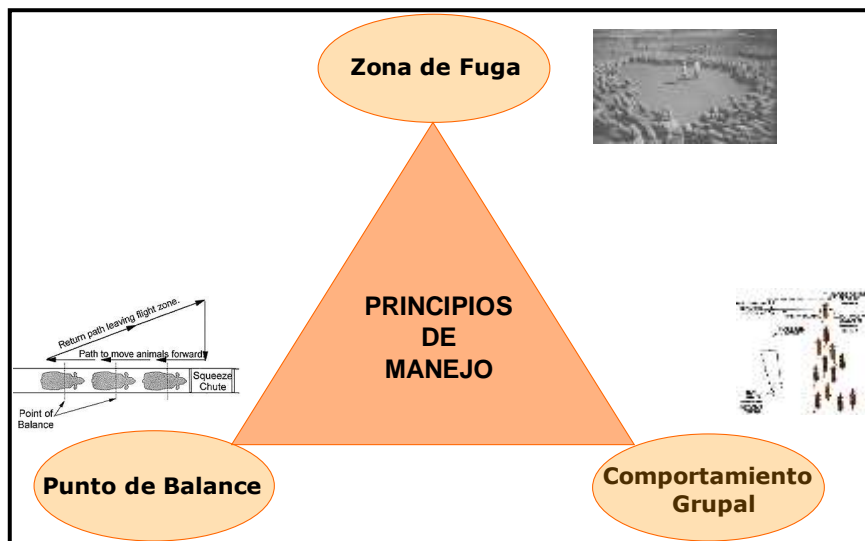 Zona de Fuga
PRINCIPIOS
DE
MANEJO
Return path leaving flight zone.
Path to move animals forward
Squeeze
Chute
Point of
Balance
Punto de Balance
Comportamiento
Grupal